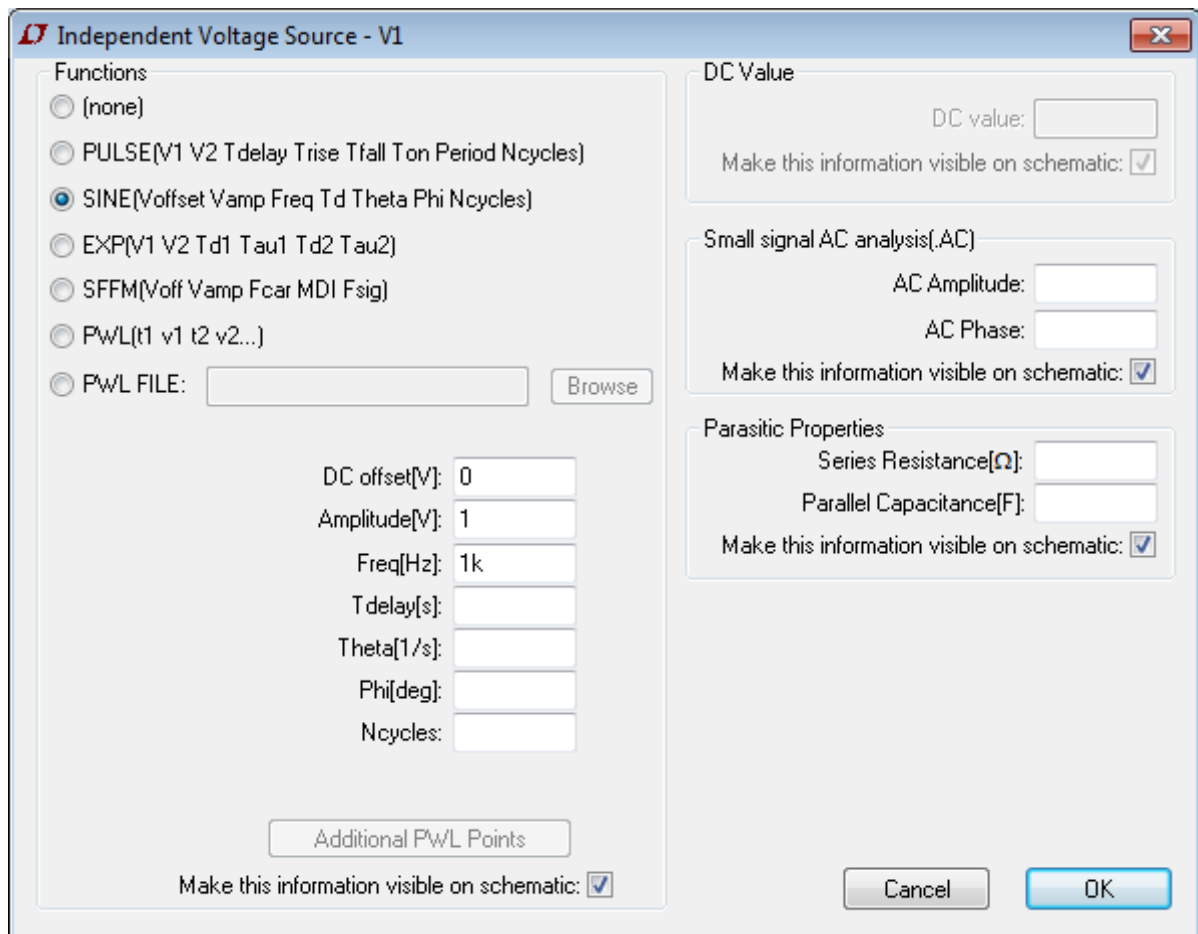 Independent Voltage Source - V1
Functions
(none)
PULSE(V1 V2 Tdelay Trise Tfall Ton Period Ncycles)
SINE(Voffset Vamp Freq Td Theta Phi Ncycles)
EXP(V1 V2 Td1 Tau1 Td2 Tau2)
SFFM(Voff Vamp Fcar MDI Fsig)
PWL(t1 v1 t2 v2...)
PWL FILE: Browse
DC offset[V]: 0
Amplitude[V]: 1
Freq[Hz]: 1k
Tdelay[s]:
Theta[1/s]:
Phi[deg]:
Ncycles:
Additional PWL Points
Make this information visible on schematic:
DC Value
DC value:
Make this information visible on schematic:
Small signal AC analysis(.AC)
AC Amplitude:
AC Phase:
Make this information visible on schematic:
Parasitic Properties
Series Resistance[Ω]:
Parallel Capacitance[F]:
Make this information visible on schematic:
Cancel OK